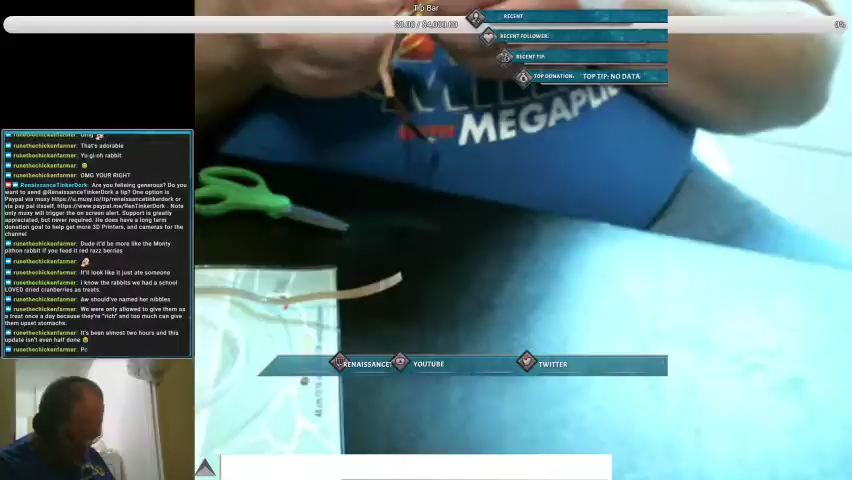 Tip Bar
$0.00 / $4,000.00
0%
RECENT
RECENT FOLLOWER:
RECENT TIP:
TOP DONATION: TOP TIP: NO DATA
MEGAPLE
runethechickenfarmer: Omg
runethechickenfarmer: That's adorable
runethechickenfarmer: Yu-gi-oh rabbit
runethechickenfarmer:
runethechickenfarmer: OMG YOUR RIGHT
RenaissanceTinkerDork: Are you felleing generous? Do you
want to send @RenaissanceTinkerDork a tip? One option is
Paypal via musy https://u.musy.io/tip/renaissancetinkerdork or
via pay pal itself, https://www.paypal.me/RenTinkerDork . Note
only musy will trigger the on screen alert. Support is greatly
appreciated, but never required. He does have a long term
donation goal to help get more 3D Printers, and cameras for the
channel
runethechickenfarmer: Dude it'd be more like the Monty
python rabbit if you feed it red razz berries
runethechickenfarmer:
runethechickenfarmer: It'll look like it just ate someone
runethechickenfarmer: I know the rabbits we had a school
LOVED dried cranberries as treats.
runethechickenfarmer: Aw should've named her nibbles
runethechickenfarmer: We were only allowed to give them as
a treat once a day because they're "rich" and too much can give
them upset stomachs.
runethechickenfarmer: It's been almost two hours and this
update isn't even half done
runethechickenfarmer: Pc
RENAISSANCET
YOUTUBE
TWITTER